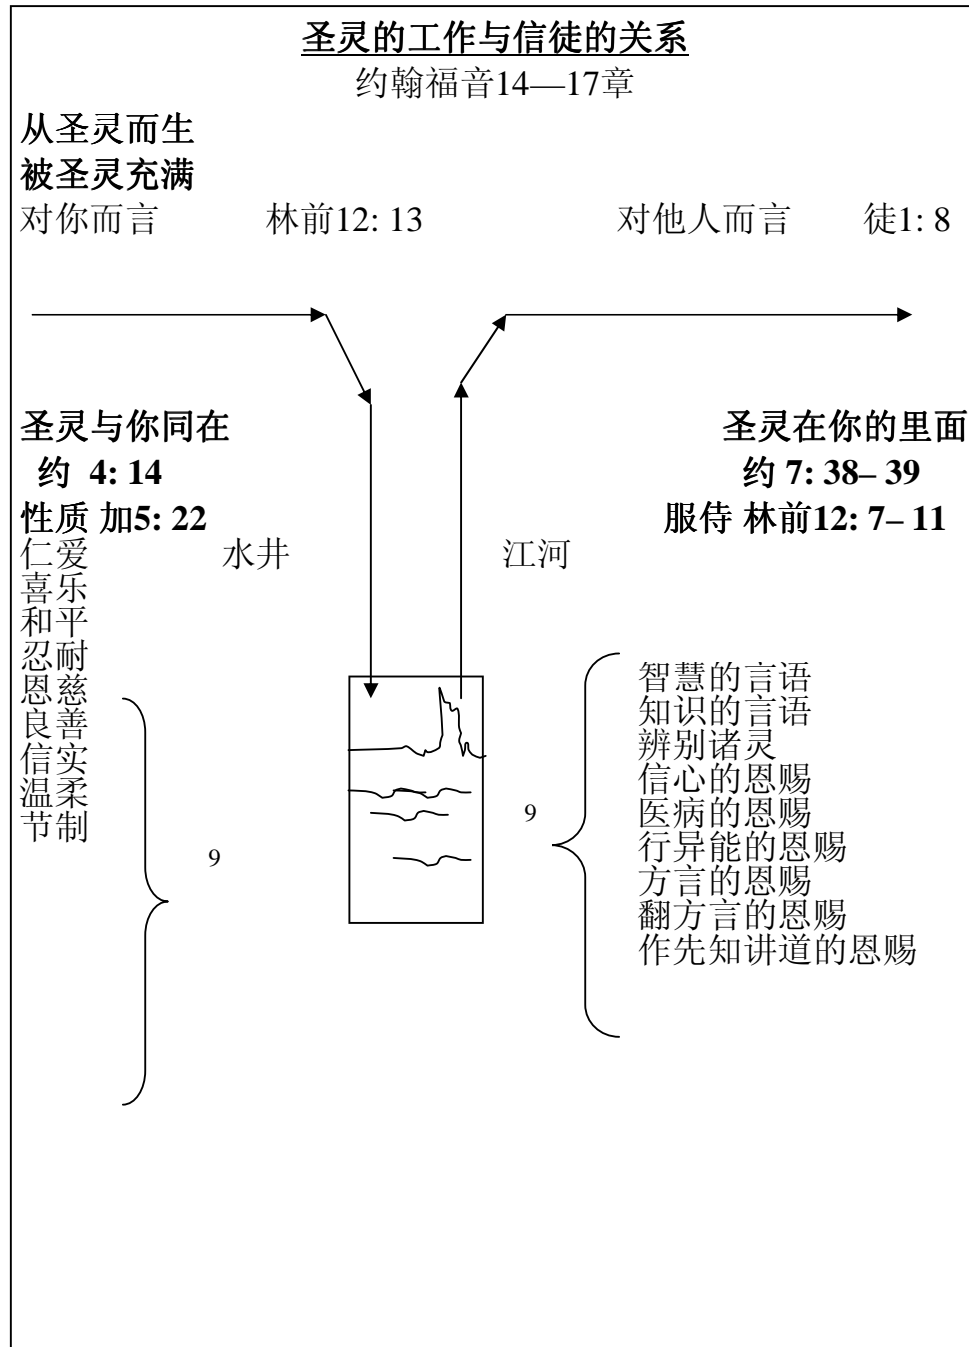 圣灵的工作与信徒的关系
约翰福音14—17章
从圣灵而生
被圣灵充满
对你而言 林前12: 13 对他人而言 徒1: 8
圣灵与你同在 圣灵在你的里面
约 4: 14 约 7: 38– 39
性质 加5: 22 服侍 林前12: 7– 11
仁爱 水井 江河
喜乐
和平
忍耐
恩慈
良善
信实
温柔
节制
9
9
智慧的言语
知识的言语
辨别诸灵
信心的恩赐
医病的恩赐
行异能的恩赐
方言的恩赐
翻方言的恩赐
作先知讲道的恩赐